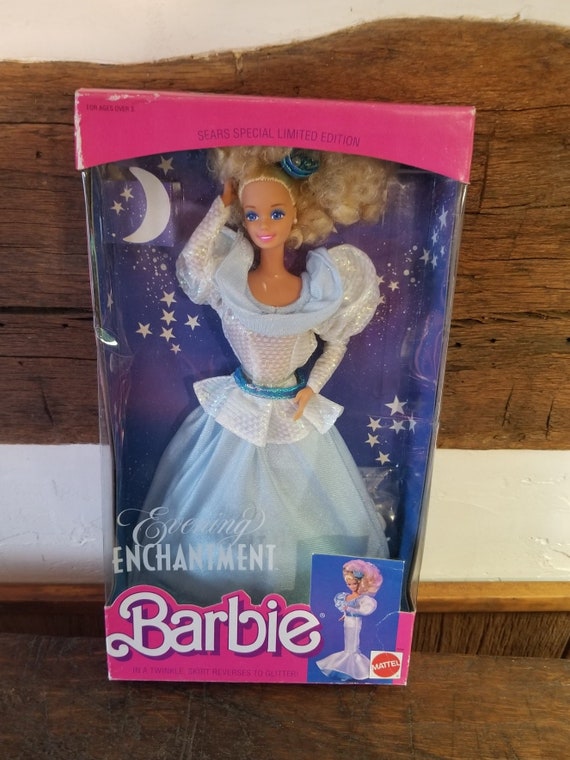 FOR AGES OVER 3
SEARS SPECIAL LIMITED EDITION
Evening
ENCHANTMENT
Barbie®
MATTEL
IN A TWINKLE, SKIRT REVERSES TO GLITTER!